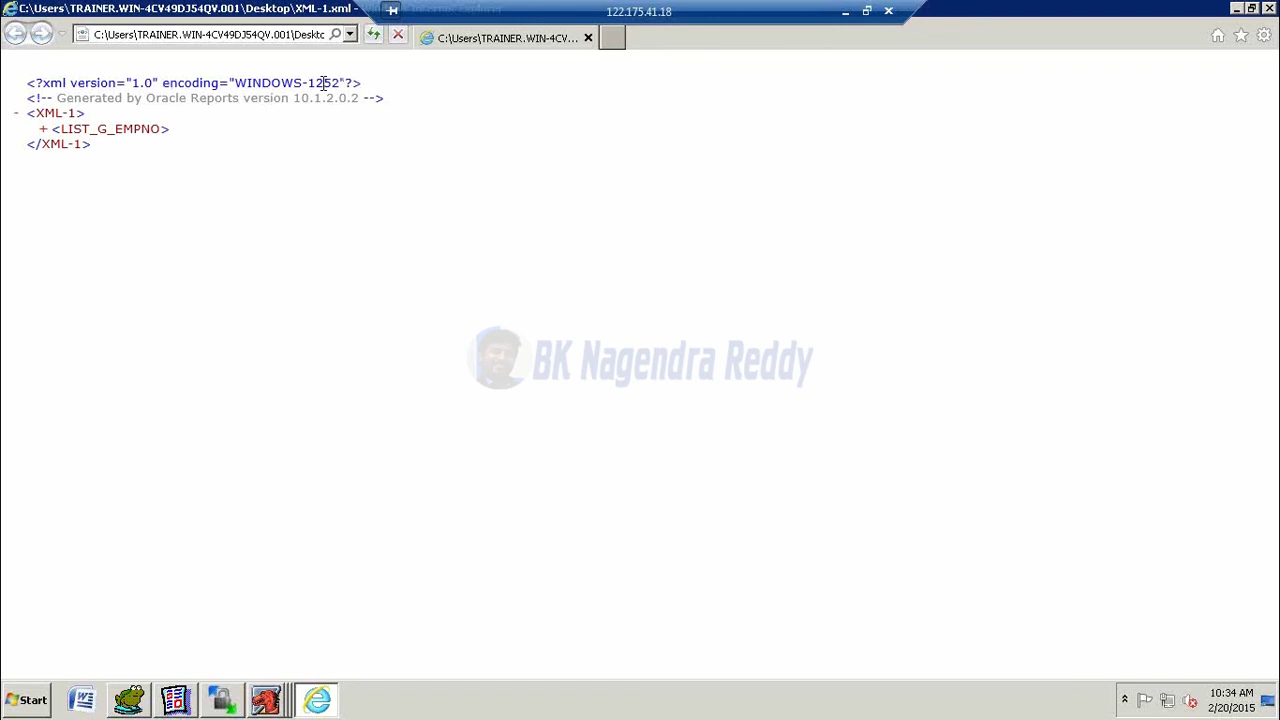 C:\Users\TRAINER.WIN-4CV49DJ54QV.001\Desktop\XML-1.xml -
122.175.41.18
C:\Users\TRAINER.WIN-4CV49DJ54QV.001\Deskto
C:\Users\TRAINER.WIN-4CV...
<?xml version="1.0" encoding="WINDOWS-1252"?>
<!-- Generated by Oracle Reports version 10.1.2.0.2 -->
- <XML-1>
+ <LIST_G_EMPNO>
</XML-1>
BK Nagendra Reddy
Start
10:34 AM
2/20/2015